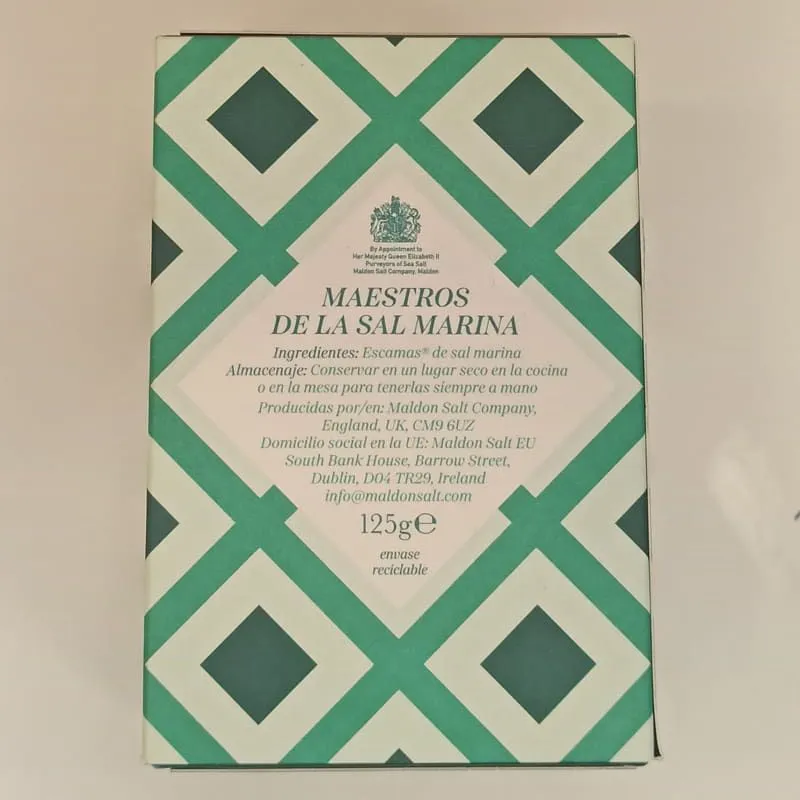 By Appointment to
Her Majesty Queen Elizabeth II
Purveyors of Sea Salt
Maldon Salt Company, Maldon
MAESTROS
DE LA SAL MARINA
Ingredientes: Escamas® de sal marina
Almacenaje: Conservar en un lugar seco en la cocina
o en la mesa para tenerlas siempre a mano
Producidas por/en: Maldon Salt Company,
England, UK, CM9 6UZ
Domicilio social en la UE: Maldon Salt EU
South Bank House, Barrow Street,
Dublin, D04 TR29, Ireland
info@maldonsalt.com
125g℮
envase
reciclable